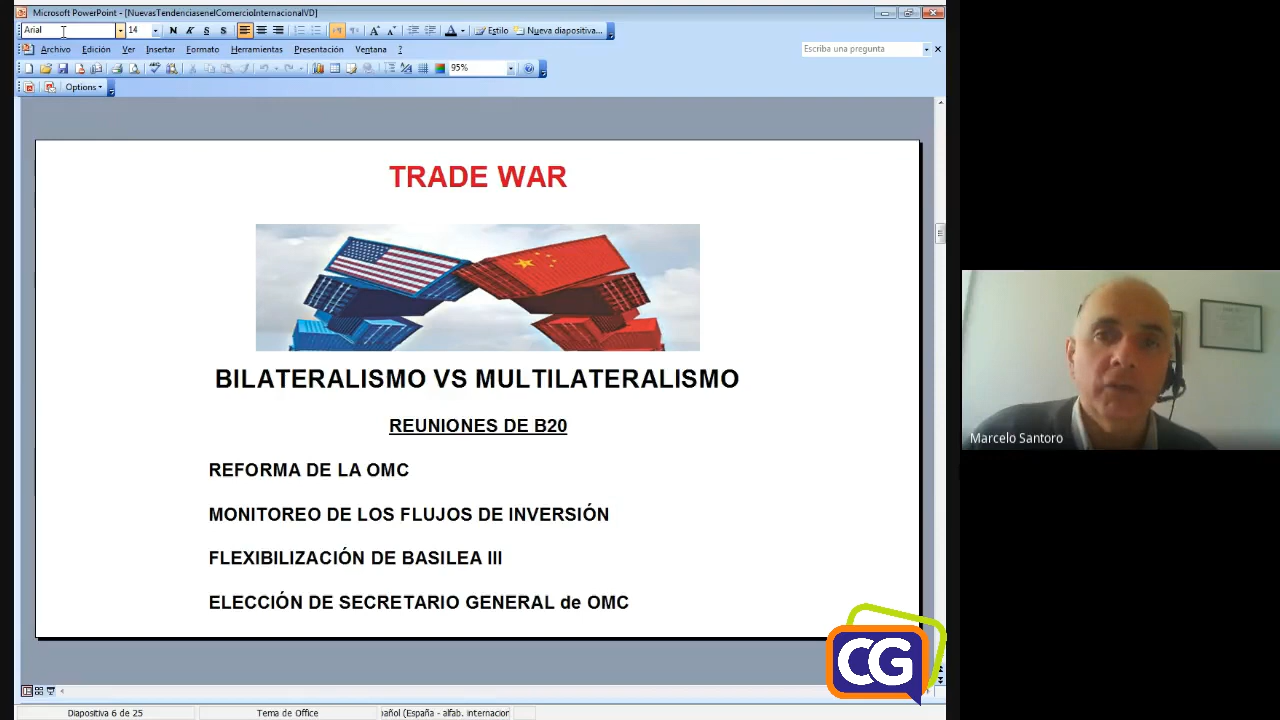 Microsoft PowerPoint - [NuevasTendenciasenelComercioInternacionalVD]
Arial 14 N K S S Estilo Nueva diapositiva...
Archivo Edición Ver Insertar Formato Herramientas Presentación Ventana ? Escriba una pregunta
95%
Options
TRADE WAR
BILATERALISMO VS MULTILATERALISMO
REUNIONES DE B20
REFORMA DE LA OMC
MONITOREO DE LOS FLUJOS DE INVERSIÓN
FLEXIBILIZACIÓN DE BASILEA III
ELECCIÓN DE SECRETARIO GENERAL de OMC
Marcelo Santoro
CG
Diapositiva 6 de 25 Tema de Office añol (España - alfab. internacion